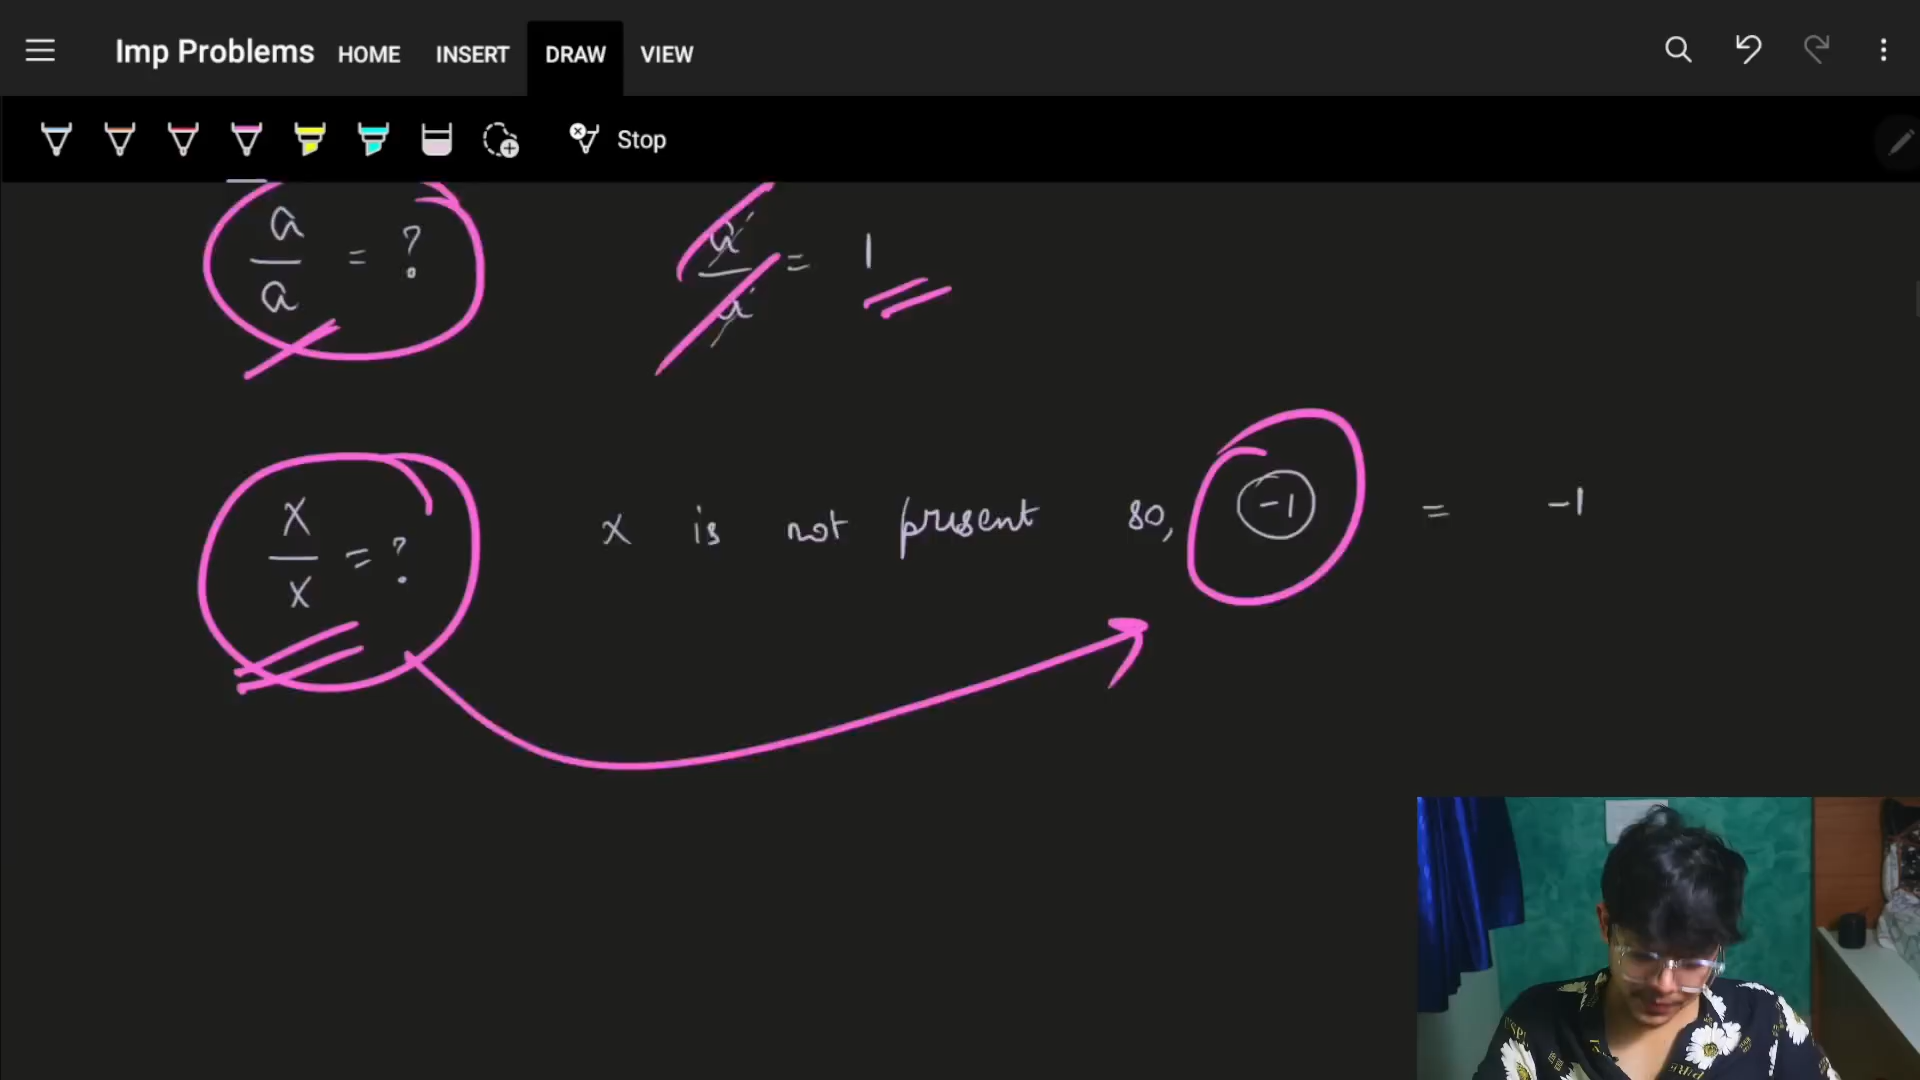 Imp Problems HOME INSERT DRAW VIEW
Stop
a/a = ? a/a = 1
x/x = ? x is not present so, -1 = -1